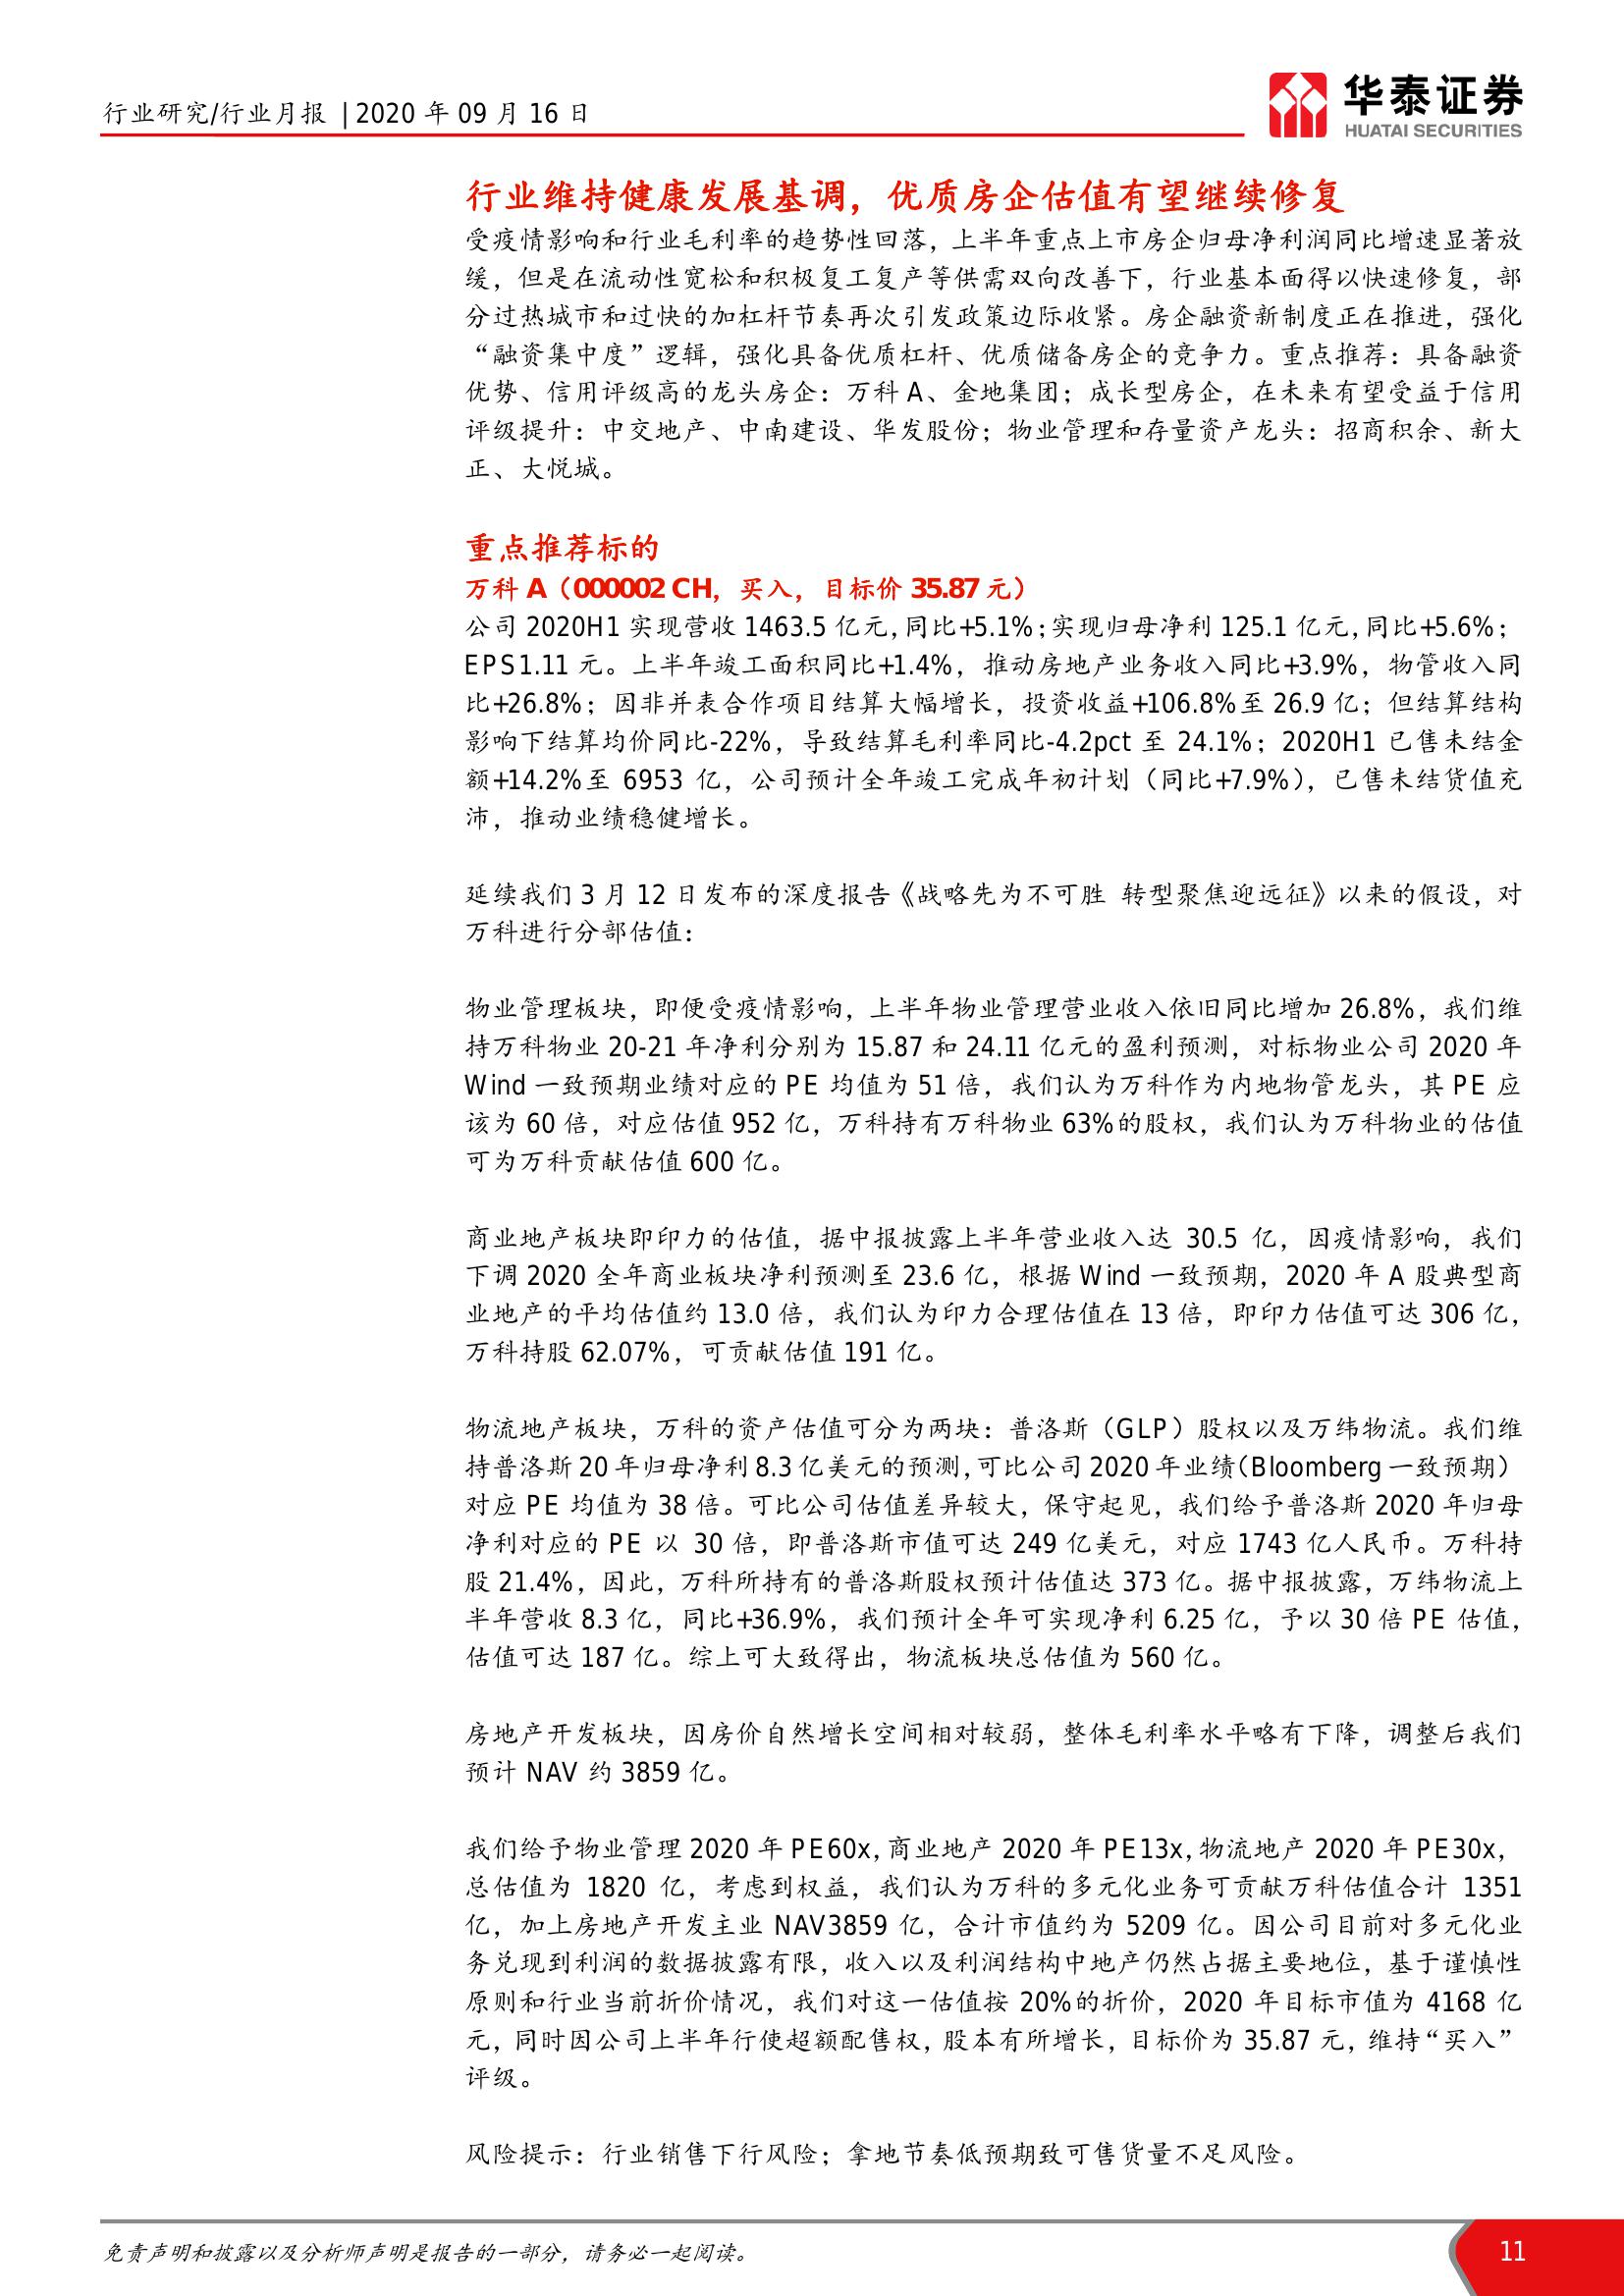 行业研究/行业月报 | 2020 年 09 月 16 日
华泰证券
HUATAI SECURITIES
行业维持健康发展基调，优质房企估值有望继续修复
受疫情影响和行业毛利率的趋势性回落，上半年重点上市房企归母净利润同比增速显著放
缓，但是在流动性宽松和积极复工复产等供需双向改善下，行业基本面得以快速修复，部
分过热城市和过快的加杠杆节奏再次引发政策边际收紧。房企融资新制度正在推进，强化
“融资集中度”逻辑，强化具备优质杠杆、优质储备房企的竞争力。重点推荐：具备融资
优势、信用评级高的龙头房企：万科 A、金地集团；成长型房企，在未来有望受益于信用
评级提升：中交地产、中南建设、华发股份；物业管理和存量资产龙头：招商积余、新大
正、大悦城。
重点推荐标的
万科 A（000002 CH，买入，目标价 35.87 元）
公司 2020H1 实现营收 1463.5 亿元，同比+5.1%；实现归母净利 125.1 亿元，同比+5.6%；
EPS1.11 元。上半年竣工面积同比+1.4%，推动房地产业务收入同比+3.9%，物管收入同
比+26.8%；因非并表合作项目结算大幅增长，投资收益+106.8%至 26.9 亿；但结算结构
影响下结算均价同比-22%，导致结算毛利率同比-4.2pct 至 24.1%；2020H1 已售未结金
额+14.2%至 6953 亿，公司预计全年竣工完成年初计划（同比+7.9%），已售未结货值充
沛，推动业绩稳健增长。
延续我们 3 月 12 日发布的深度报告《战略先为不可胜 转型聚焦迎远征》以来的假设，对
万科进行分部估值：
物业管理板块，即便受疫情影响，上半年物业管理营业收入依旧同比增加 26.8%，我们维
持万科物业 20-21 年净利分别为 15.87 和 24.11 亿元的盈利预测，对标物业公司 2020 年
Wind 一致预期业绩对应的 PE 均值为 51 倍，我们认为万科作为内地物管龙头，其 PE 应
该为 60 倍，对应估值 952 亿，万科持有万科物业 63%的股权，我们认为万科物业的估值
可为万科贡献估值 600 亿。
商业地产板块即印力的估值，据中报披露上半年营业收入达 30.5 亿，因疫情影响，我们
下调 2020 全年商业板块净利预测至 23.6 亿，根据 Wind 一致预期，2020 年 A 股典型商
业地产的平均估值约 13.0 倍，我们认为印力合理估值在 13 倍，即印力估值可达 306 亿，
万科持股 62.07%，可贡献估值 191 亿。
物流地产板块，万科的资产估值可分为两块：普洛斯（GLP）股权以及万纬物流。我们维
持普洛斯 20 年归母净利 8.3 亿美元的预测，可比公司 2020 年业绩（Bloomberg 一致预期）
对应 PE 均值为 38 倍。可比公司估值差异较大，保守起见，我们给予普洛斯 2020 年归母
净利对应的 PE 以 30 倍，即普洛斯市值可达 249 亿美元，对应 1743 亿人民币。万科持
股 21.4%，因此，万科所持有的普洛斯股权预计估值达 373 亿。据中报披露，万纬物流上
半年营收 8.3 亿，同比+36.9%，我们预计全年可实现净利 6.25 亿，予以 30 倍 PE 估值，
估值可达 187 亿。综上可大致得出，物流板块总估值为 560 亿。
房地产开发板块，因房价自然增长空间相对较弱，整体毛利率水平略有下降，调整后我们
预计 NAV 约 3859 亿。
我们给予物业管理 2020 年 PE60x，商业地产 2020 年 PE13x，物流地产 2020 年 PE30x，
总估值为 1820 亿，考虑到权益，我们认为万科的多元化业务可贡献万科估值合计 1351
亿，加上房地产开发主业 NAV3859 亿，合计市值约为 5209 亿。因公司目前对多元化业
务兑现到利润的数据披露有限，收入以及利润结构中地产仍然占据主要地位，基于谨慎性
原则和行业当前折价情况，我们对这一估值按 20%的折价，2020 年目标市值为 4168 亿
元，同时因公司上半年行使超额配售权，股本有所增长，目标价为 35.87 元，维持“买入”
评级。
风险提示：行业销售下行风险；拿地节奏低预期致可售货量不足风险。
免责声明和披露以及分析师声明是报告的一部分，请务必一起阅读。
11